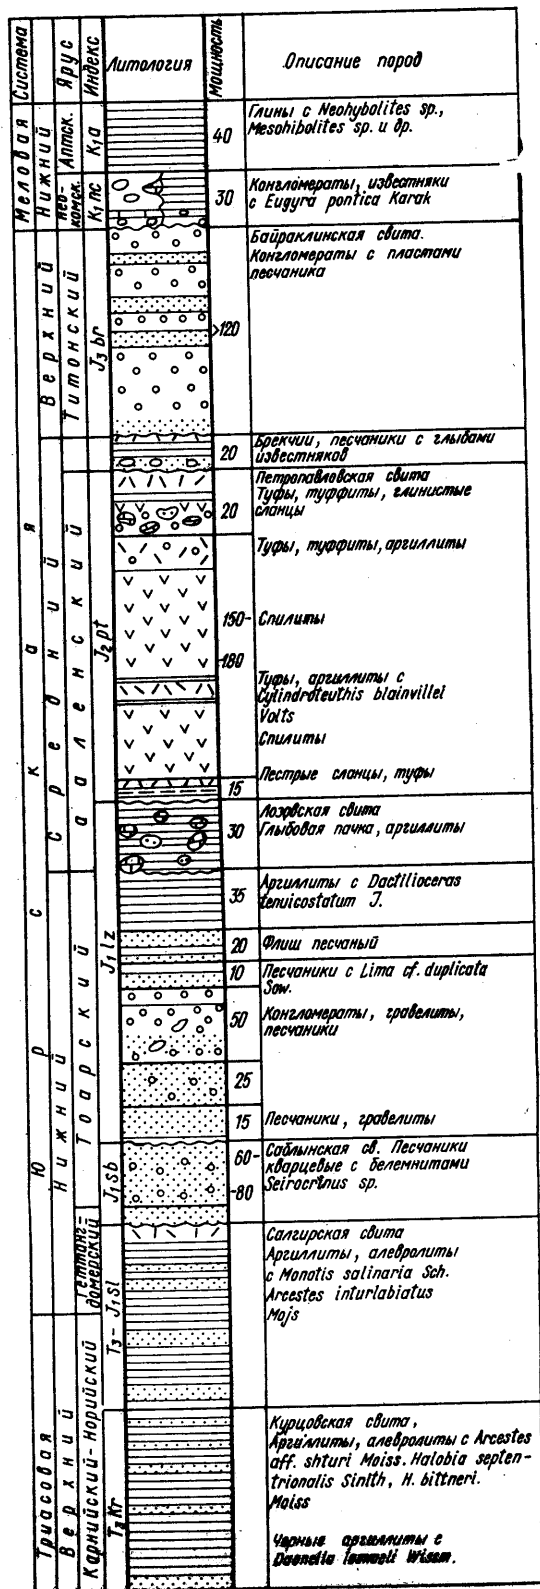 Система
Ярус
Индекс
Литология
Мощность
Описание пород
Меловая
Нижний
Аптск.
K₁a
40
Глины с Neohybolites sp.,
Mesohibolites sp. и др.
Нео-
комск.
K₁nc
30
Конгломераты, известняки
с Eugyra pontica Karak
Юрская
Верхний
Титонский
J₃br
>120
Байраклинская свита.
Конгломераты с пластами
песчаника
20
Брекчии, песчаники с глыбами
известняков
Средний
Ааленский
J₂pt
20
Петропавловская свита
Туфы, туффиты, глинистые
сланцы
Туфы, туффиты, аргиллиты
150-
-180
Спилиты
Туфы, аргиллиты с
Cylindroteuthis blainvillei
Volts
Спилиты
15
Пестрые сланцы, туфы
30
Лозовская свита
Глыбовая пачка, аргиллиты
Нижний
Тоарский
J₁lz
35
Аргиллиты с Dactilioceras
tenuicostatum J.
20
Флиш песчаный
10
Песчаники с Lima cf. duplicata
Sow.
50
Конгломераты, гравелиты,
песчаники
25
15
Песчаники, гравелиты
J₁sb
60-
-80
Саблынская св. Песчаники
кварцевые с белемнитами
Seirocrinus sp.
Геттанг-
домерский
T₃-J₁sl
Салгирская свита
Аргиллиты, алевролиты
с Monotis salinaria Sch.
Arcestes inturlabiatus
Mojs
Триасовая
Верхний
Карнийский-Норийский
Курцовская свита,
Аргиллиты, алевролиты с Arcestes
aff. shturi Moiss. Halobia septen-
trionalis Sinith, H. bittneri.
Moiss
Черные аргиллиты с
Daonella Wissm.